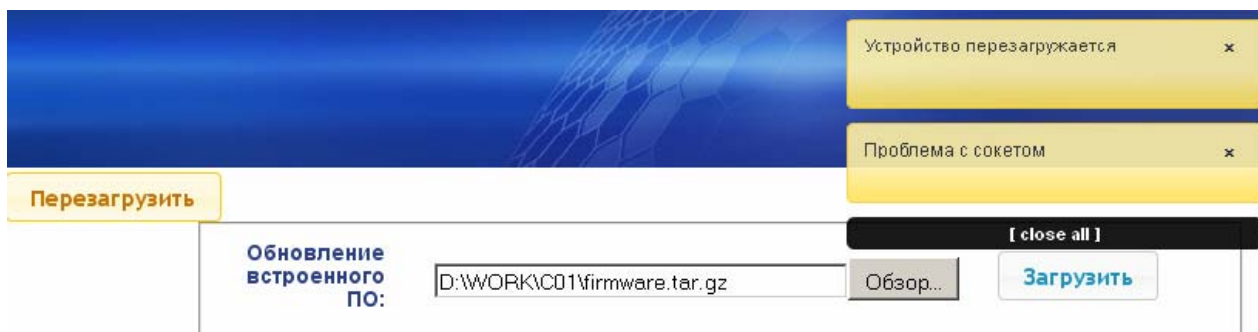 Устройство перезагружается x
Проблема с сокетом x
[ close all ]
Перезагрузить
Обновление
встроенного
ПО:
D:\WORK\C01\firmware.tar.gz
Обзор...
Загрузить